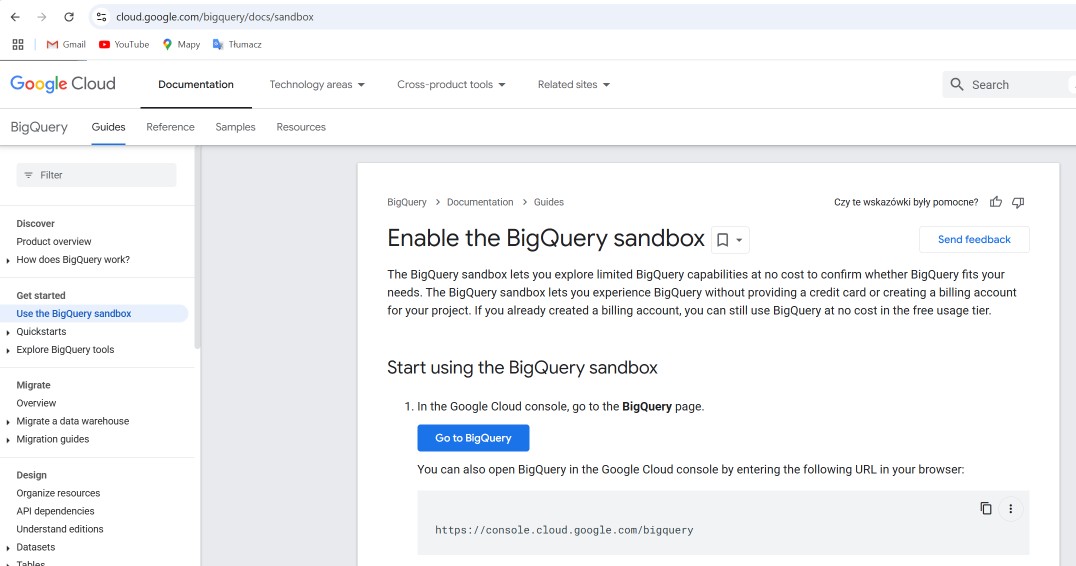 cloud.google.com/bigquery/docs/sandbox
Gmail YouTube Mapy Tłumacz
Google Cloud Documentation Technology areas Cross-product tools Related sites Search
BigQuery Guides Reference Samples Resources
Filter
Discover
Product overview
How does BigQuery work?
Get started
Use the BigQuery sandbox
Quickstarts
Explore BigQuery tools
Migrate
Overview
Migrate a data warehouse
Migration guides
Design
Organize resources
API dependencies
Understand editions
Datasets
Tables
BigQuery > Documentation > Guides
Czy te wskazówki były pomocne?
Enable the BigQuery sandbox
Send feedback
The BigQuery sandbox lets you explore limited BigQuery capabilities at no cost to confirm whether BigQuery fits your
needs. The BigQuery sandbox lets you experience BigQuery without providing a credit card or creating a billing account
for your project. If you already created a billing account, you can still use BigQuery at no cost in the free usage tier.
Start using the BigQuery sandbox
1. In the Google Cloud console, go to the BigQuery page.
Go to BigQuery
You can also open BigQuery in the Google Cloud console by entering the following URL in your browser:
https://console.cloud.google.com/bigquery